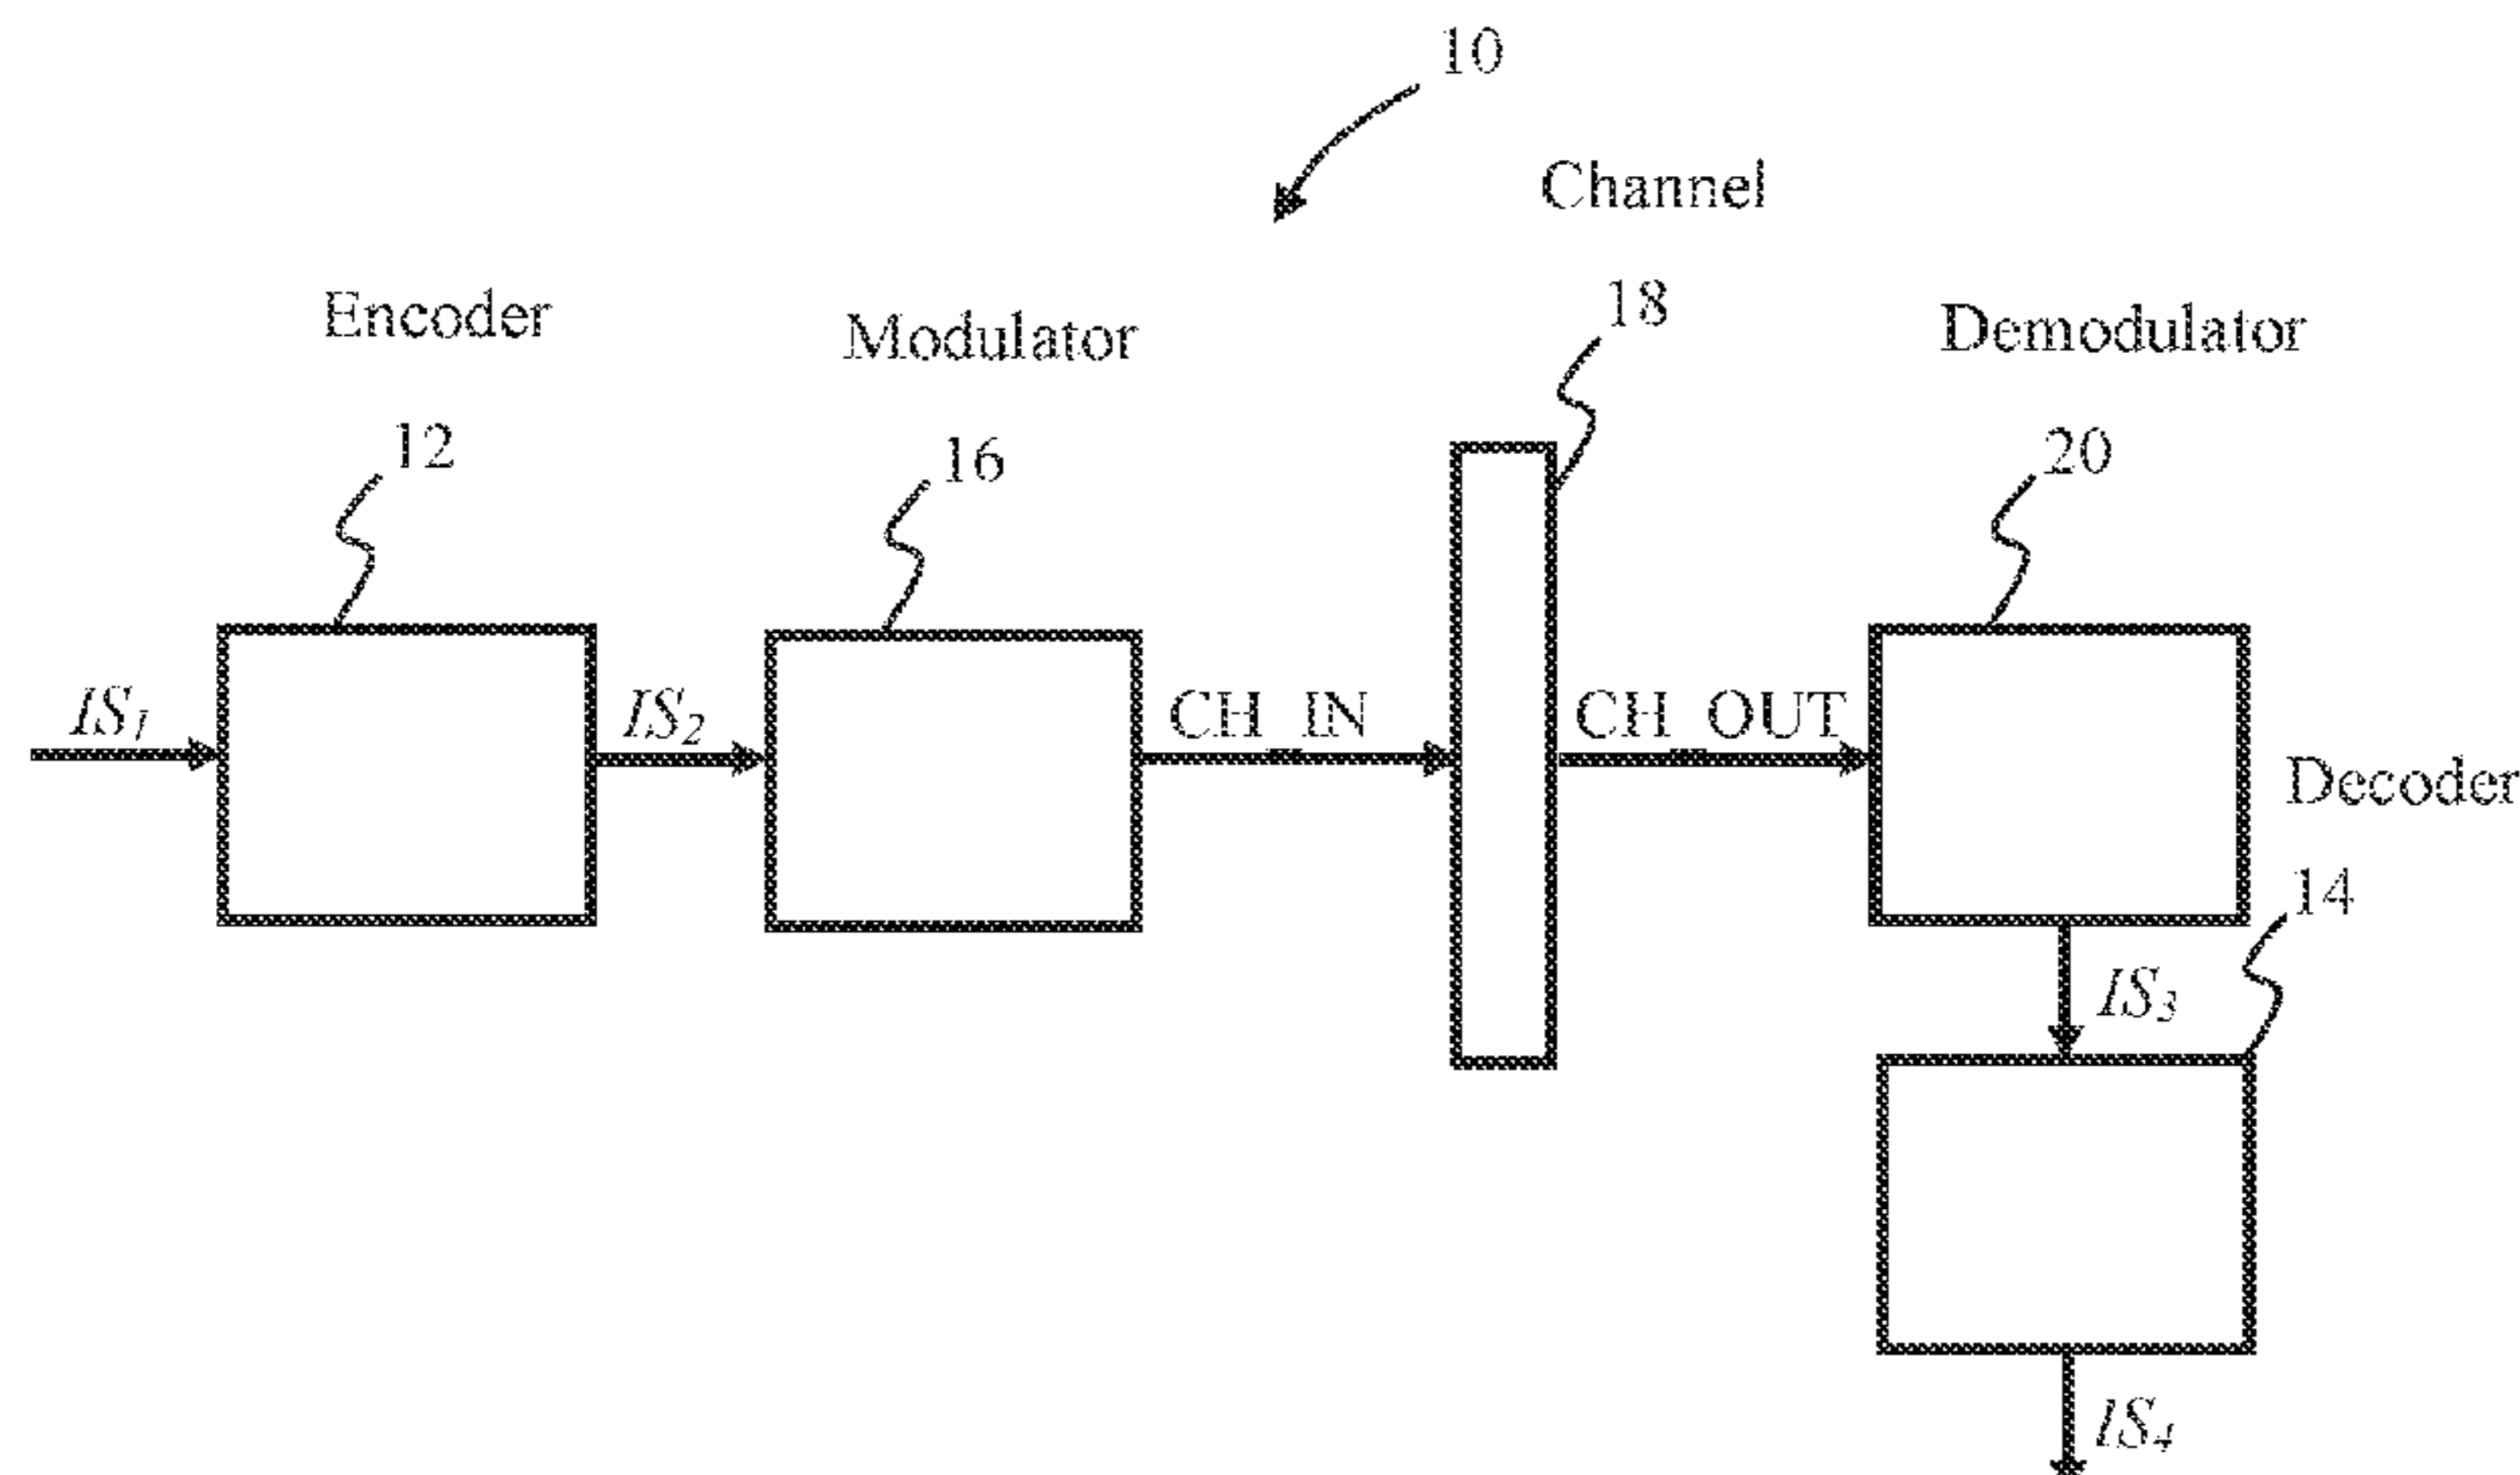 10
Channel
18
Encoder
Modulator
Demodulator
12
16
20
IS1
IS2
CH_IN
CH_OUT
Decoder
14
IS3
IS4